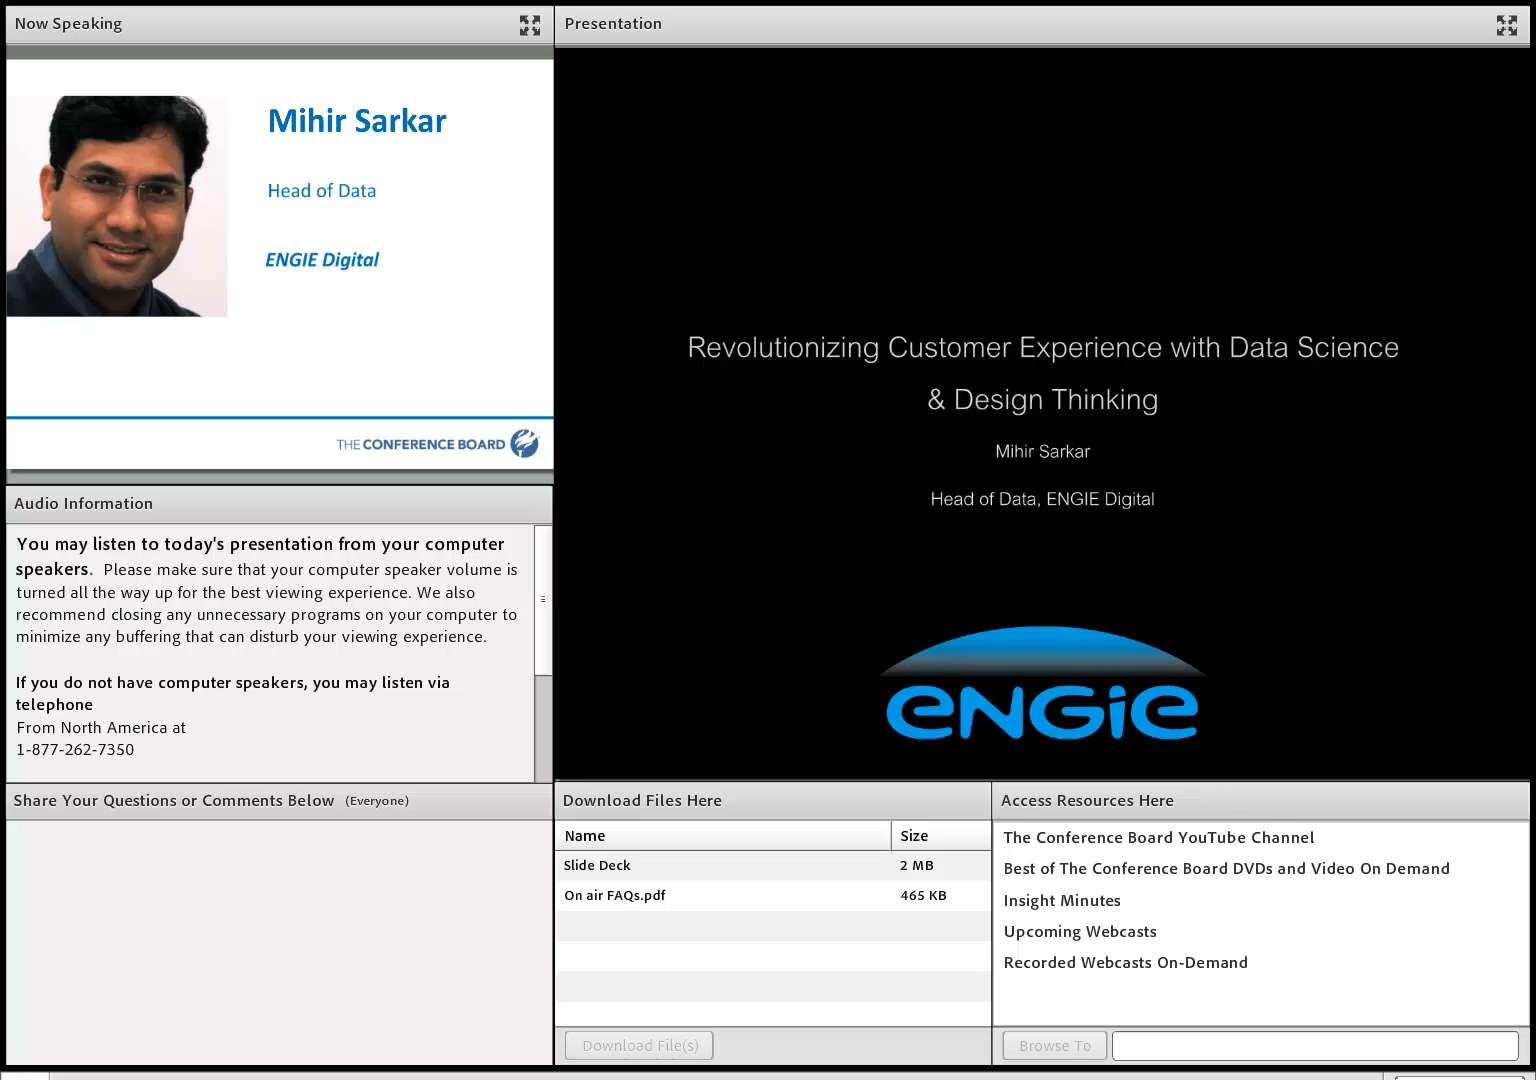 Now Speaking
Mihir Sarkar
Head of Data
ENGIE Digital
THE CONFERENCE BOARD
Audio Information
You may listen to today's presentation from your computer
speakers. Please make sure that your computer speaker volume is
turned all the way up for the best viewing experience. We also
recommend closing any unnecessary programs on your computer to
minimize any buffering that can disturb your viewing experience.
If you do not have computer speakers, you may listen via
telephone
From North America at
1-877-262-7350
Share Your Questions or Comments Below (Everyone)
Presentation
Revolutionizing Customer Experience with Data Science
& Design Thinking
Mihir Sarkar
Head of Data, ENGIE Digital
ENGIE
Download Files Here
Name Size
Slide Deck 2 MB
On air FAQs.pdf 465 KB
Download File(s)
Access Resources Here
The Conference Board YouTube Channel
Best of The Conference Board DVDs and Video On Demand
Insight Minutes
Upcoming Webcasts
Recorded Webcasts On-Demand
Browse To